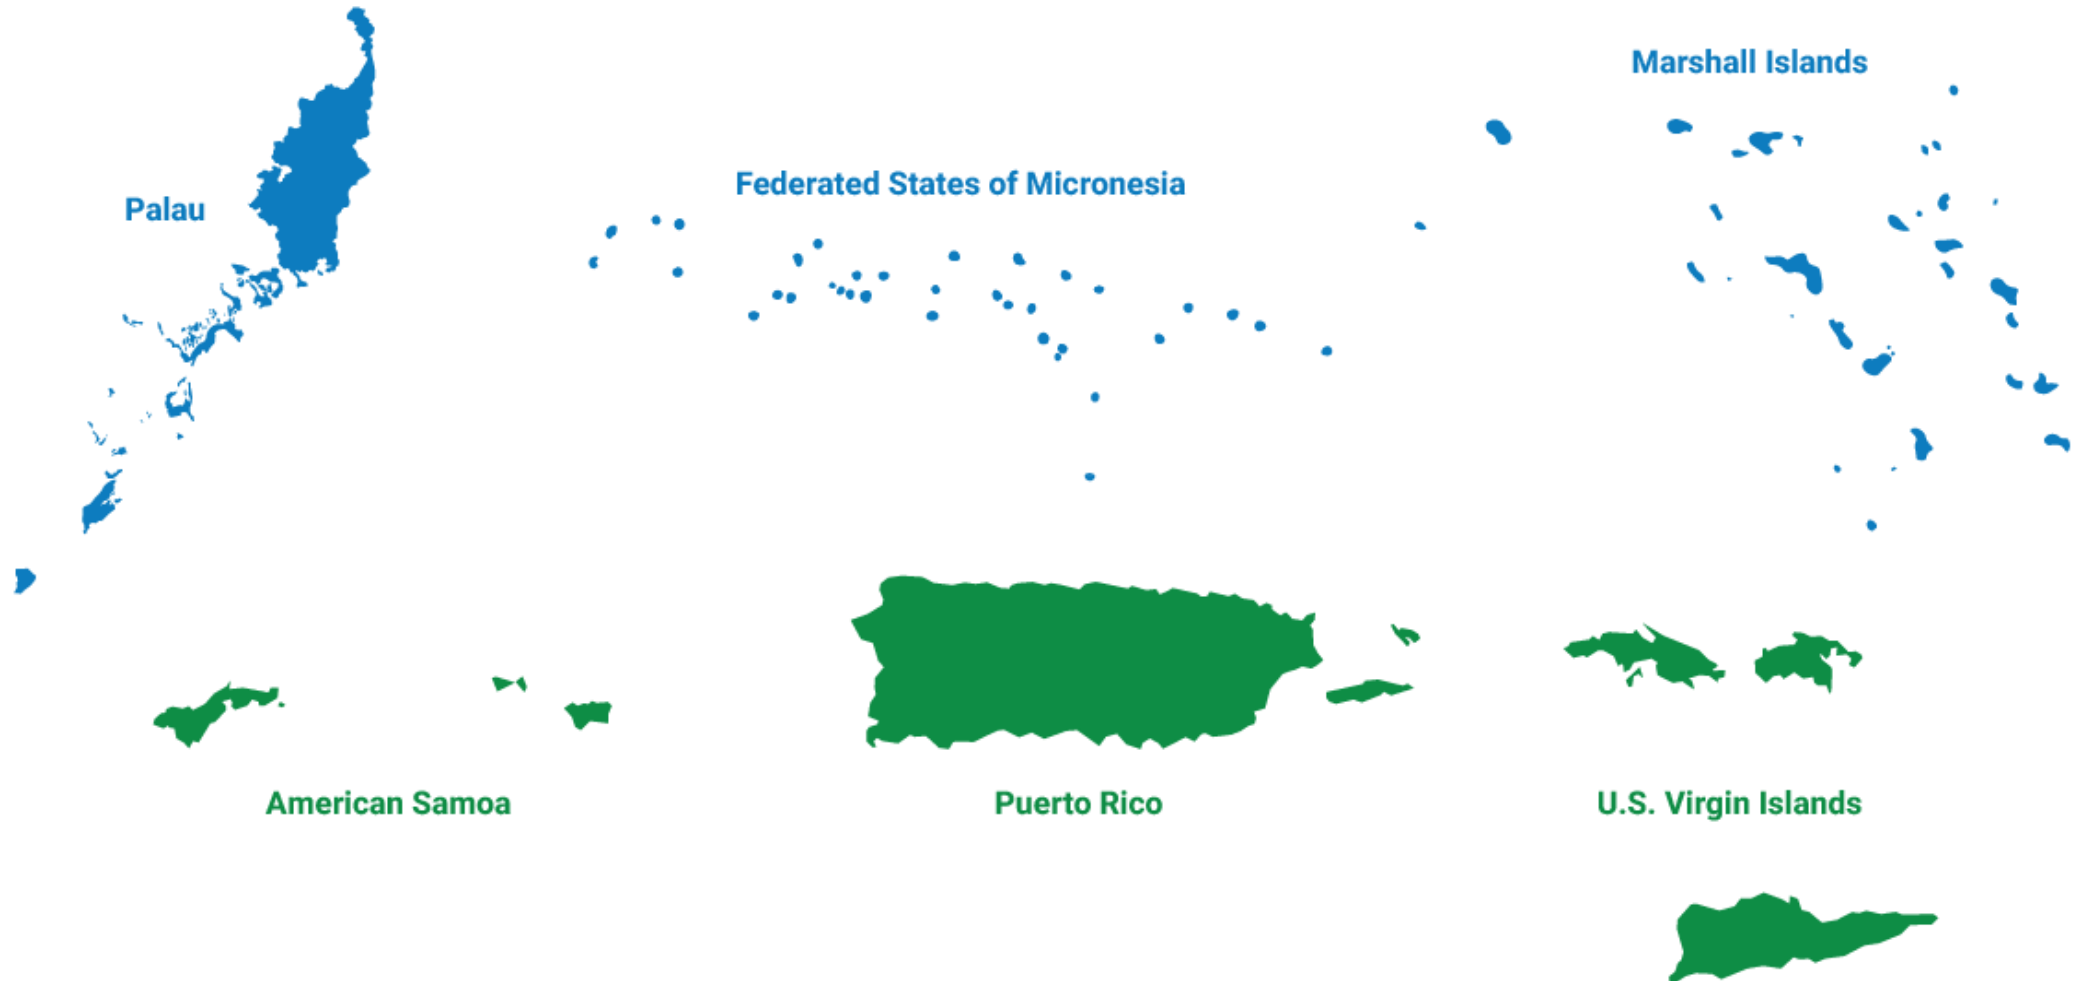 Marshall Islands
Federated States of Micronesia
Palau
American Samoa
Puerto Rico
U.S. Virgin Islands